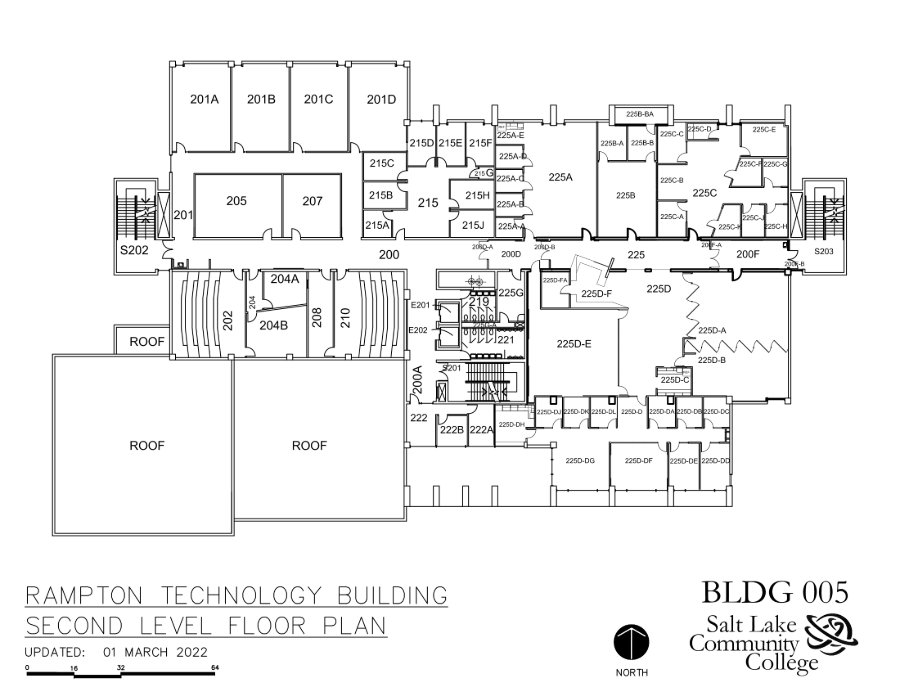 201A 201B 201C 201D
225B-BA
215D 215E 215F 225A-E 225B-A 225B-B 225C-C 225C-D 225C-E
215C 225A-D 225C-F 225C-G
215G 225A 225A-C 225C-B
205 207 215B 215 215H 225A-B 225B 225C
201 215A 215J 225A-A 225C-A 225C-K 225C-J 225C-H
S202 200 200D-A 200D 200D-B 225 200F-A 200F S203
200F-B
204A 225D-FA 225D
204 E201 219 225G 225D-F
202 204B 208 210 E202 225G-A 225D-A
ROOF 221 225D-E 225D-B
200A S201 225D-C
222 222B 222A 225D-DH 225D-DJ 225D-DK 225D-DL 225D-D 225D-DA 225D-DB 225D-DC
ROOF ROOF 225D-DG 225D-DF 225D-DE 225D-DD
RAMPTON TECHNOLOGY BUILDING
SECOND LEVEL FLOOR PLAN
UPDATED: 01 MARCH 2022
0 16 32 64
NORTH
BLDG 005
Salt Lake
Community
College